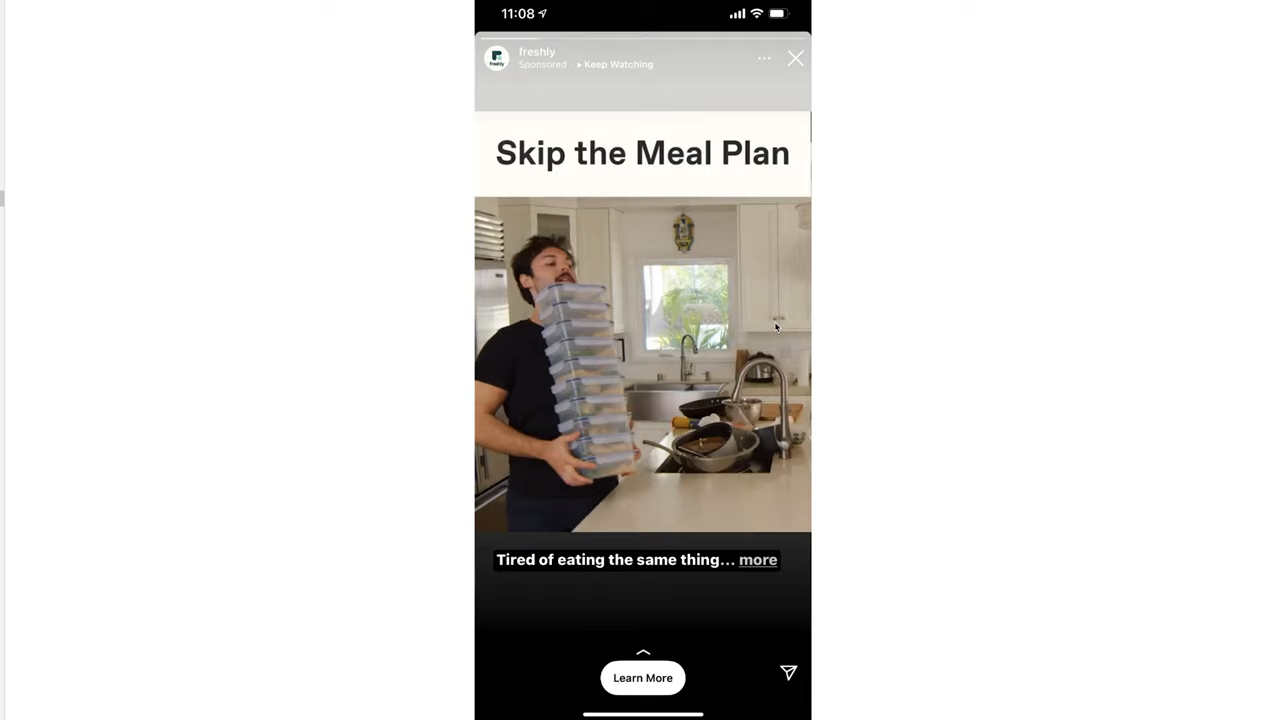 11:08
freshly
Sponsored · ▸ Keep Watching
freshly
Skip the Meal Plan
Tired of eating the same thing... more
Learn More